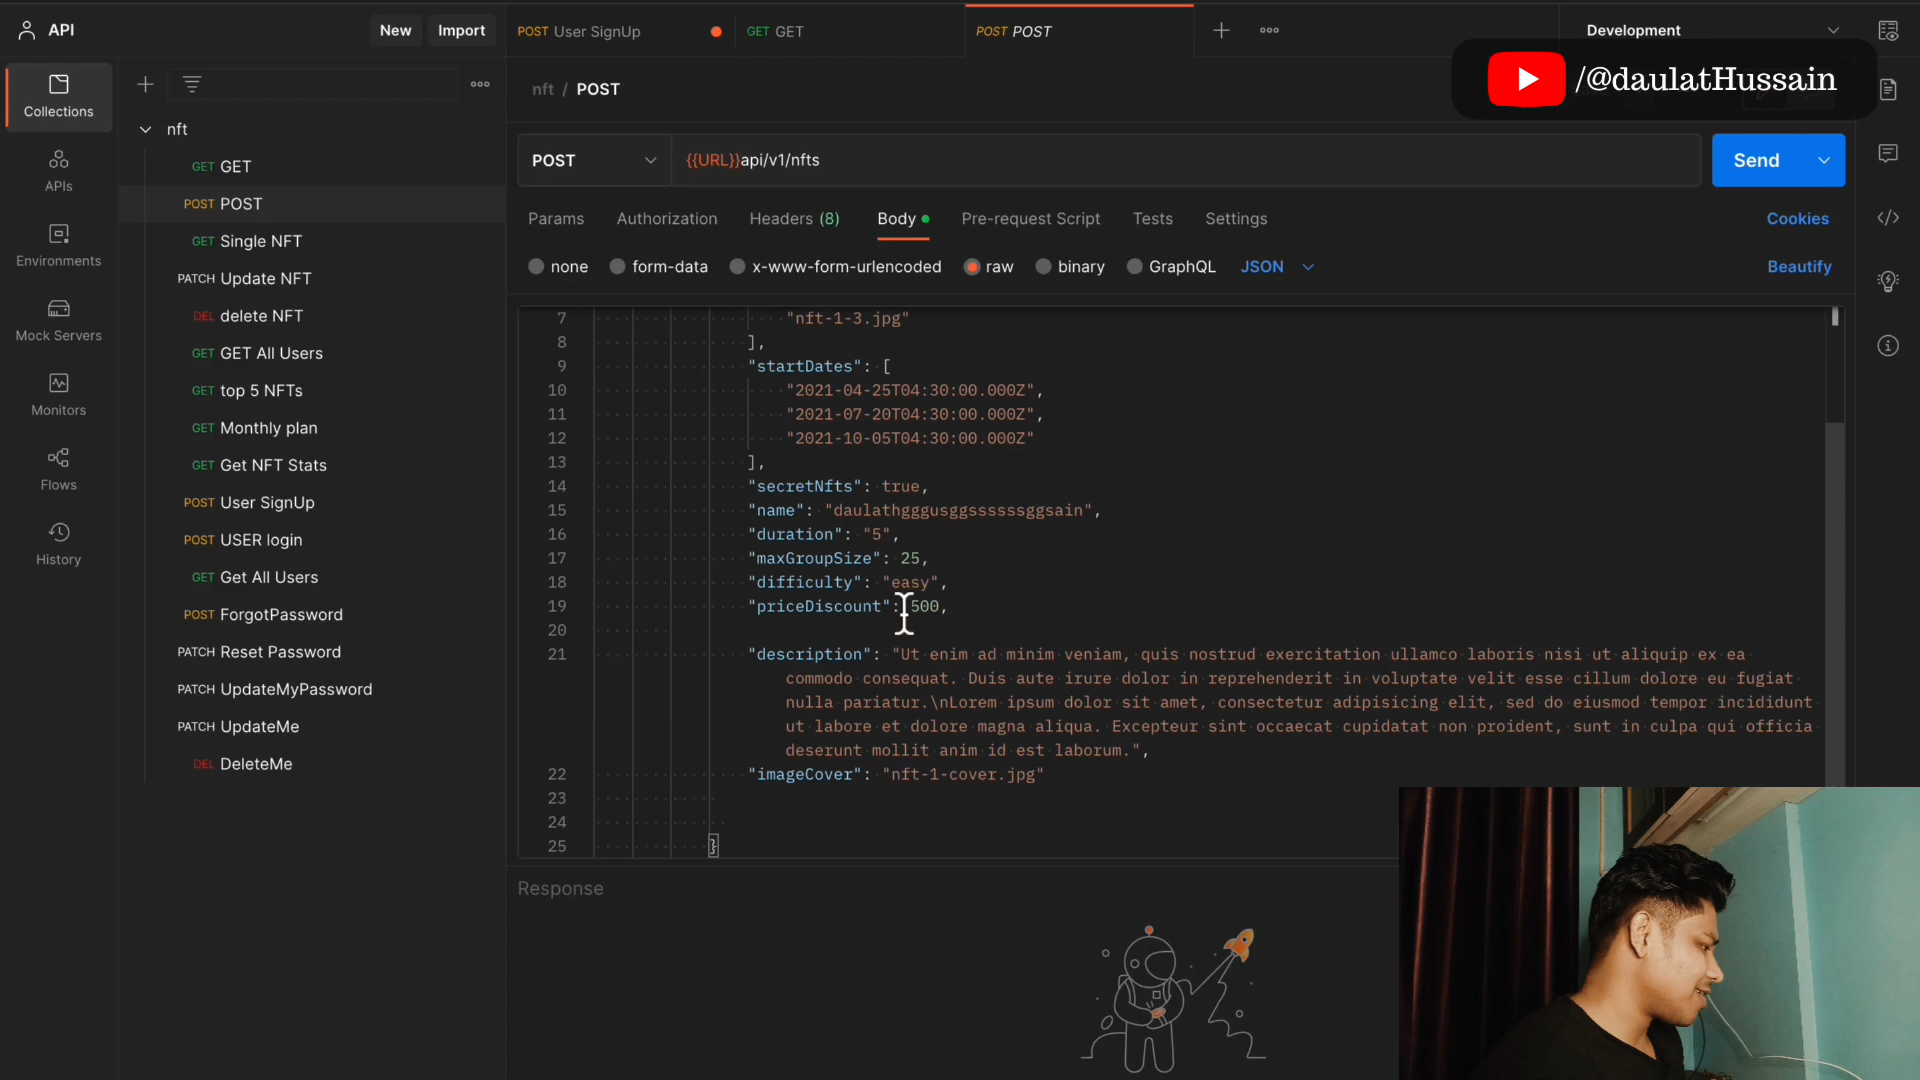 API
New
Import
POST User SignUp
GET GET
POST POST
Development
/@daulatHussain
Collections
APIs
Environments
Mock Servers
Monitors
Flows
History
nft
GET GET
POST POST
GET Single NFT
PATCH Update NFT
DEL delete NFT
GET GET All Users
GET top 5 NFTs
GET Monthly plan
GET Get NFT Stats
POST User SignUp
POST USER login
GET Get All Users
POST ForgotPassword
PATCH Reset Password
PATCH UpdateMyPassword
PATCH UpdateMe
DEL DeleteMe
nft / POST
POST
{{URL}}api/v1/nfts
Send
Params
Authorization
Headers (8)
Body
Pre-request Script
Tests
Settings
Cookies
none
form-data
x-www-form-urlencoded
raw
binary
GraphQL
JSON
Beautify
7 "nft-1-3.jpg"
8 ],
9 "startDates": [
10 "2021-04-25T04:30:00.000Z",
11 "2021-07-20T04:30:00.000Z",
12 "2021-10-05T04:30:00.000Z"
13 ],
14 "secretNfts": true,
15 "name": "daulathgggusggssssssggsain",
16 "duration": "5",
17 "maxGroupSize": 25,
18 "difficulty": "easy",
19 "priceDiscount": 500,
20
21 "description": "Ut enim ad minim veniam, quis nostrud exercitation ullamco laboris nisi ut aliquip ex ea
commodo consequat. Duis aute irure dolor in reprehenderit in voluptate velit esse cillum dolore eu fugiat
nulla pariatur.\nLorem ipsum dolor sit amet, consectetur adipisicing elit, sed do eiusmod tempor incididunt
ut labore et dolore magna aliqua. Excepteur sint occaecat cupidatat non proident, sunt in culpa qui officia
deserunt mollit anim id est laborum.",
22 "imageCover": "nft-1-cover.jpg"
23
24
25 }
Response